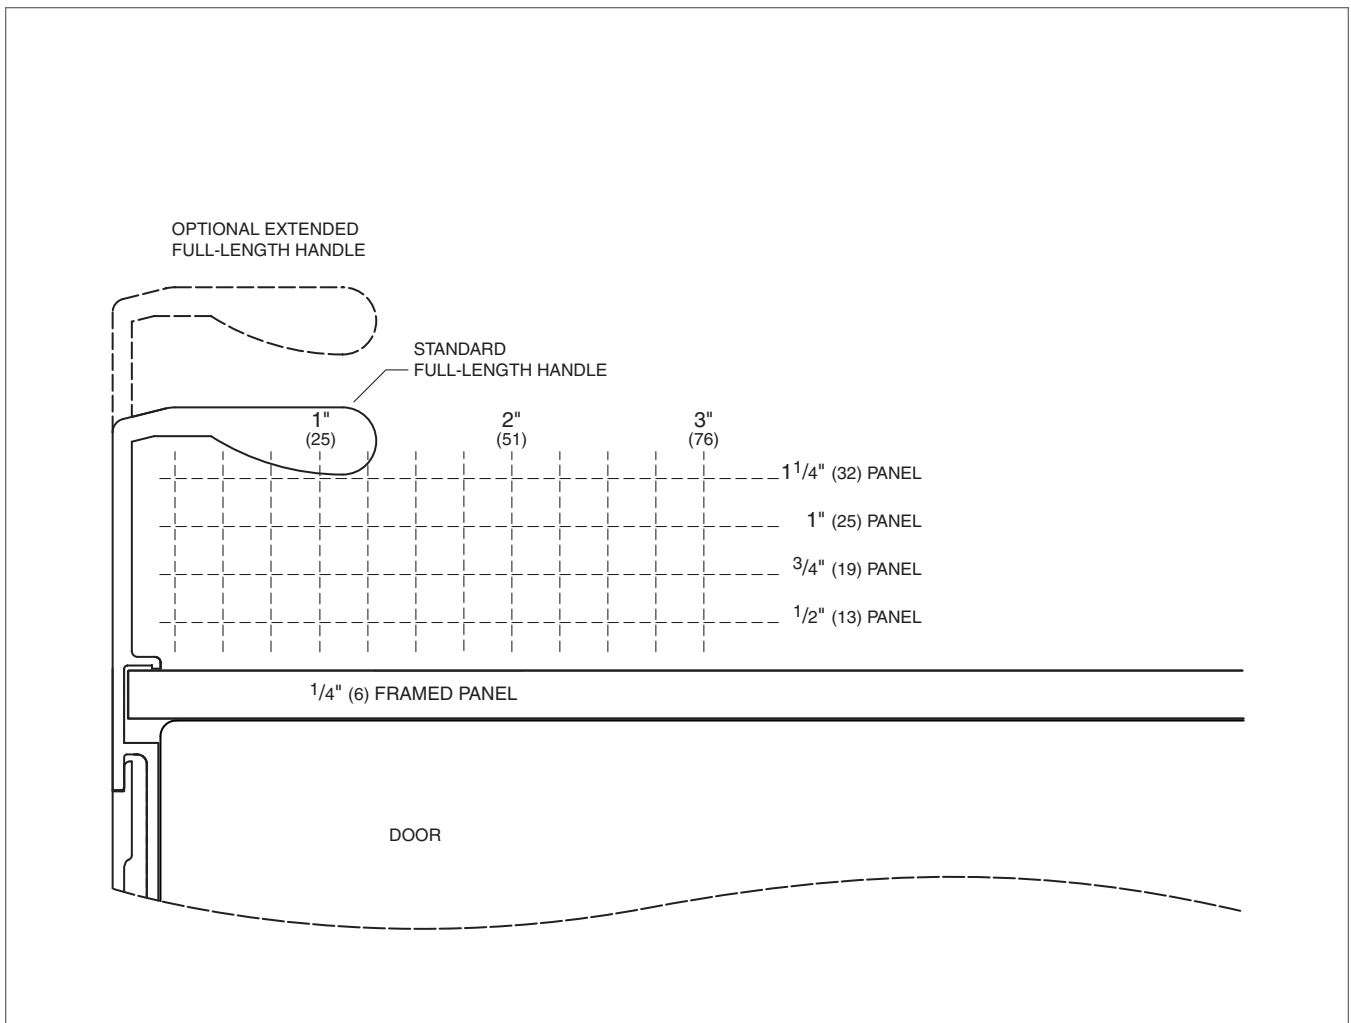 OPTIONAL EXTENDED
FULL-LENGTH HANDLE
STANDARD
FULL-LENGTH HANDLE
1" 2" 3"
(25) (51) (76)
1 1/4" (32) PANEL
1" (25) PANEL
3/4" (19) PANEL
1/2" (13) PANEL
1/4" (6) FRAMED PANEL
DOOR